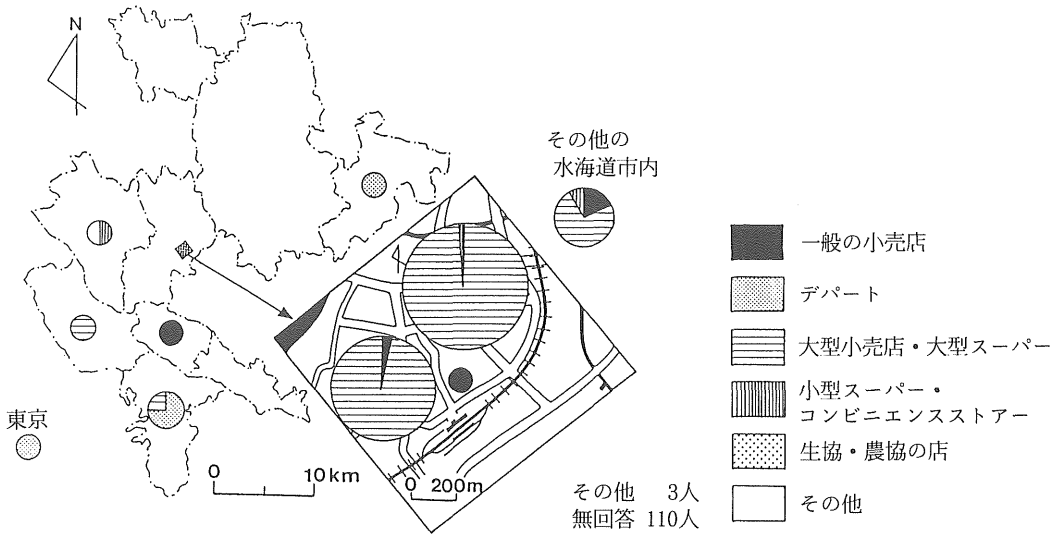 N
その他の
水海道市内
東京
0 10km
0 200m
その他 3人
無回答 110人
一般の小売店
デパート
大型小売店・大型スーパー
小型スーパー・
コンビニエンスストアー
生協・農協の店
その他